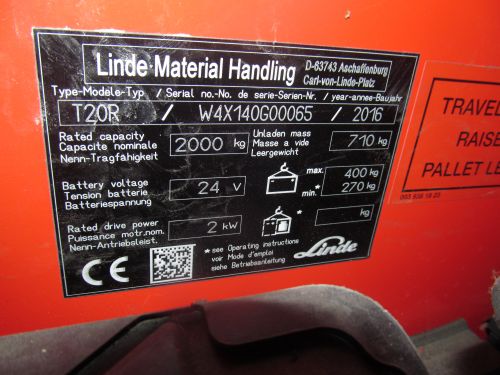 Linde Material Handling
D-63743 Aschaffenburg
Carl-von-Linde-Platz
Type-Modele-Typ / Serial no.-No. de serie-Serien-Nr. / year-annee-Baujahr
T20R / W4X140G00065 / 2016
Rated capacity
Capacite nominale
Nenn-Tragfähigkeit
2000 kg
Unladen mass
Masse a vide
Leergewicht
710 kg
Battery voltage
Tension batterie
Batteriespannung
24 V
max. 400 kg
min.* 270 kg
Rated drive power
Puissance motr.nom.
Nenn-Antriebsleist.
2 kW
kg
* see Operating instructions
voir Mode d'emploi
siehe Betriebsanleitung
CE
Linde
TRAVEL
RAISE
PALLET LE